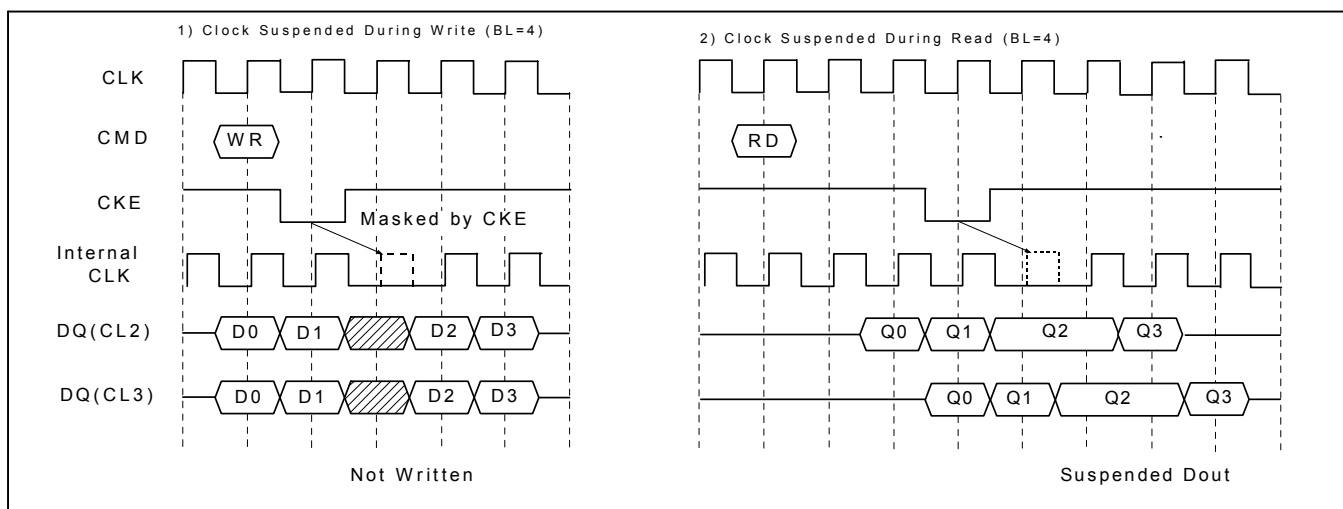 1) Clock Suspended During Write (BL=4)
2) Clock Suspended During Read (BL=4)
CLK
CMD
WR
RD
CKE
Masked by CKE
Internal
CLK
DQ(CL2)
D0
D1
D2
D3
Q0
Q1
Q2
Q3
DQ(CL3)
D0
D1
D2
D3
Q0
Q1
Q2
Q3
Not Written
Suspended Dout